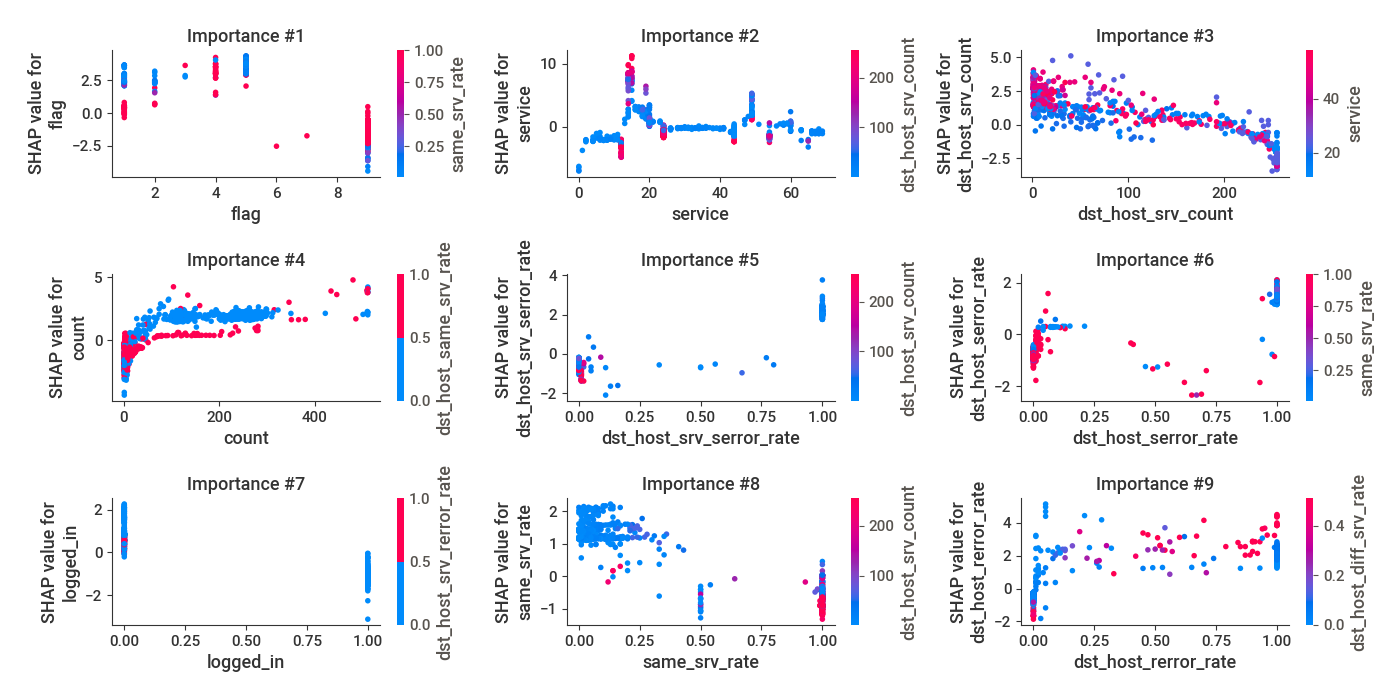 Importance #1
SHAP value for
flag
2.5
0.0
−2.5
2
4
6
8
flag
1.00
0.75
0.50
0.25
same_srv_rate
Importance #2
SHAP value for
service
10
0
0
20
40
60
service
200
100
dst_host_srv_count
Importance #3
SHAP value for
dst_host_srv_count
5.0
2.5
0.0
−2.5
0
100
200
dst_host_srv_count
40
20
service
Importance #4
SHAP value for
count
5
0
0
200
400
count
1.0
0.5
0.0
dst_host_same_srv_rate
Importance #5
SHAP value for
dst_host_srv_serror_rate
4
2
0
−2
0.00
0.25
0.50
0.75
1.00
dst_host_srv_serror_rate
200
100
dst_host_srv_count
Importance #6
SHAP value for
dst_host_serror_rate
2
0
−2
0.00
0.25
0.50
0.75
1.00
dst_host_serror_rate
1.00
0.75
0.50
0.25
same_srv_rate
Importance #7
SHAP value for
logged_in
2
0
−2
0.00
0.25
0.50
0.75
1.00
logged_in
1.0
0.5
0.0
dst_host_srv_rerror_rate
Importance #8
SHAP value for
same_srv_rate
2
1
0
−1
0.00
0.25
0.50
0.75
1.00
same_srv_rate
200
100
dst_host_srv_count
Importance #9
SHAP value for
dst_host_rerror_rate
4
2
0
−2
0.00
0.25
0.50
0.75
1.00
dst_host_rerror_rate
0.4
0.2
0.0
dst_host_diff_srv_rate